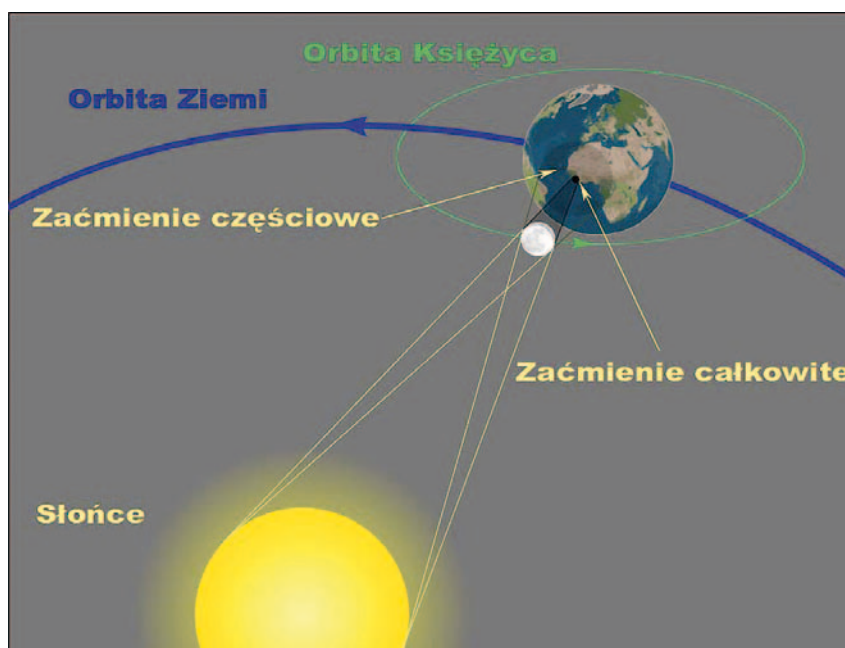 Orbita Księżyca
Orbita Ziemi
Zaćmienie częściowe
Zaćmienie całkowite
Słońce